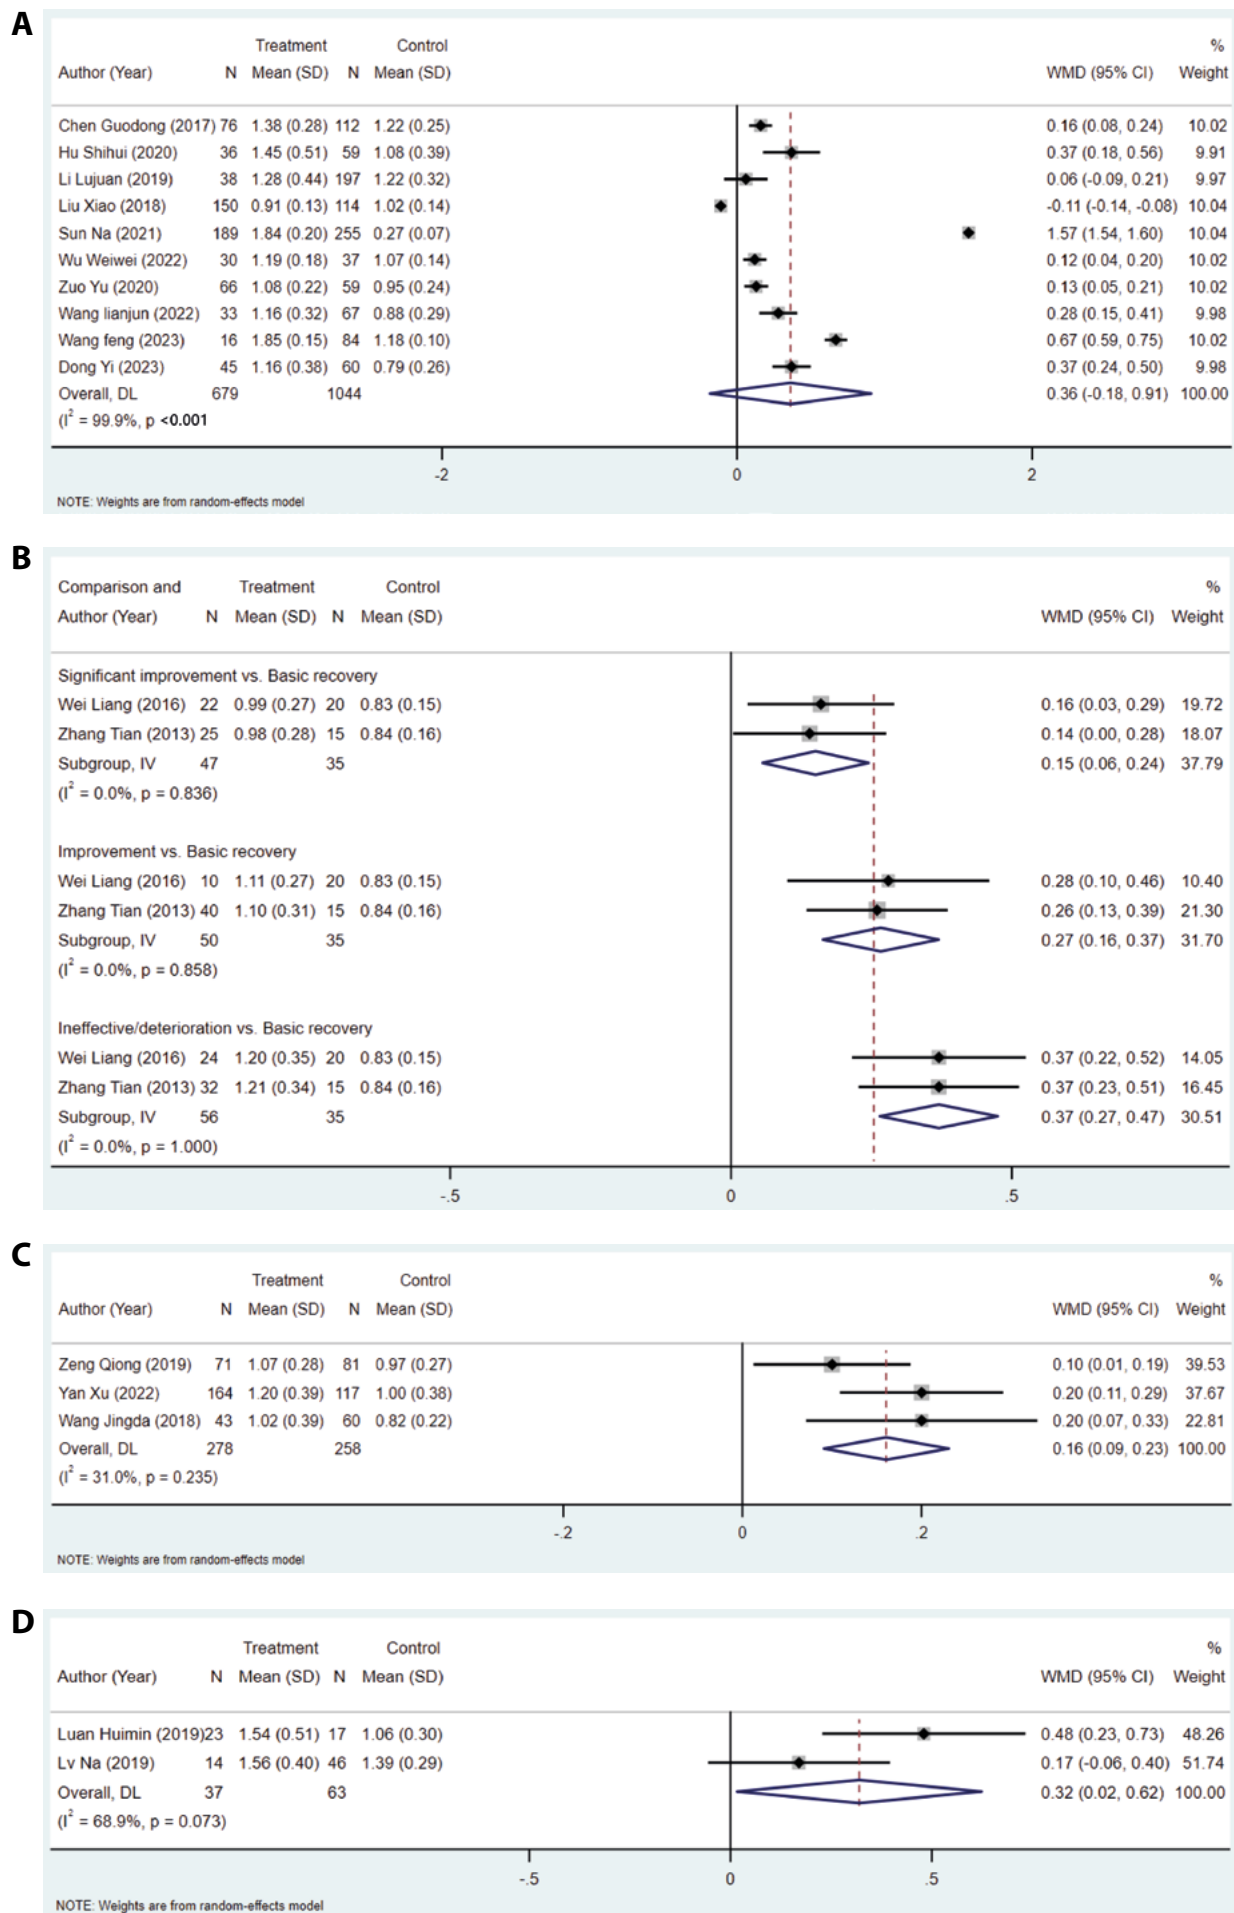 A
Treatment Control %
Author (Year) N Mean (SD) N Mean (SD) WMD (95% CI) Weight
Chen Guodong (2017) 76 1.38 (0.28) 112 1.22 (0.25) 0.16 (0.08, 0.24) 10.02
Hu Shihui (2020) 36 1.45 (0.51) 59 1.08 (0.39) 0.37 (0.18, 0.56) 9.91
Li Lujuan (2019) 38 1.28 (0.44) 197 1.22 (0.32) 0.06 (-0.09, 0.21) 9.97
Liu Xiao (2018) 150 0.91 (0.13) 114 1.02 (0.14) -0.11 (-0.14, -0.08) 10.04
Sun Na (2021) 189 1.84 (0.20) 255 0.27 (0.07) 1.57 (1.54, 1.60) 10.04
Wu Weiwei (2022) 30 1.19 (0.18) 37 1.07 (0.14) 0.12 (0.04, 0.20) 10.02
Zuo Yu (2020) 66 1.08 (0.22) 59 0.95 (0.24) 0.13 (0.05, 0.21) 10.02
Wang lianjun (2022) 33 1.16 (0.32) 67 0.88 (0.29) 0.28 (0.15, 0.41) 9.98
Wang feng (2023) 16 1.85 (0.15) 84 1.18 (0.10) 0.67 (0.59, 0.75) 10.02
Dong Yi (2023) 45 1.16 (0.38) 60 0.79 (0.26) 0.37 (0.24, 0.50) 9.98
Overall, DL 679 1044 0.36 (-0.18, 0.91) 100.00
(I² = 99.9%, p <0.001
-2 0 2
NOTE: Weights are from random-effects model
B
Comparison and Treatment Control %
Author (Year) N Mean (SD) N Mean (SD) WMD (95% CI) Weight
Significant improvement vs. Basic recovery
Wei Liang (2016) 22 0.99 (0.27) 20 0.83 (0.15) 0.16 (0.03, 0.29) 19.72
Zhang Tian (2013) 25 0.98 (0.28) 15 0.84 (0.16) 0.14 (0.00, 0.28) 18.07
Subgroup, IV 47 35 0.15 (0.06, 0.24) 37.79
(I² = 0.0%, p = 0.836)
Improvement vs. Basic recovery
Wei Liang (2016) 10 1.11 (0.27) 20 0.83 (0.15) 0.28 (0.10, 0.46) 10.40
Zhang Tian (2013) 40 1.10 (0.31) 15 0.84 (0.16) 0.26 (0.13, 0.39) 21.30
Subgroup, IV 50 35 0.27 (0.16, 0.37) 31.70
(I² = 0.0%, p = 0.858)
Ineffective/deterioration vs. Basic recovery
Wei Liang (2016) 24 1.20 (0.35) 20 0.83 (0.15) 0.37 (0.22, 0.52) 14.05
Zhang Tian (2013) 32 1.21 (0.34) 15 0.84 (0.16) 0.37 (0.23, 0.51) 16.45
Subgroup, IV 56 35 0.37 (0.27, 0.47) 30.51
(I² = 0.0%, p = 1.000)
-.5 0 .5
C
Treatment Control %
Author (Year) N Mean (SD) N Mean (SD) WMD (95% CI) Weight
Zeng Qiong (2019) 71 1.07 (0.28) 81 0.97 (0.27) 0.10 (0.01, 0.19) 39.53
Yan Xu (2022) 164 1.20 (0.39) 117 1.00 (0.38) 0.20 (0.11, 0.29) 37.67
Wang Jingda (2018) 43 1.02 (0.39) 60 0.82 (0.22) 0.20 (0.07, 0.33) 22.81
Overall, DL 278 258 0.16 (0.09, 0.23) 100.00
(I² = 31.0%, p = 0.235)
-.2 0 .2
NOTE: Weights are from random-effects model
D
Treatment Control %
Author (Year) N Mean (SD) N Mean (SD) WMD (95% CI) Weight
Luan Huimin (2019) 23 1.54 (0.51) 17 1.06 (0.30) 0.48 (0.23, 0.73) 48.26
Lv Na (2019) 14 1.56 (0.40) 46 1.39 (0.29) 0.17 (-0.06, 0.40) 51.74
Overall, DL 37 63 0.32 (0.02, 0.62) 100.00
(I² = 68.9%, p = 0.073)
-.5 0 .5
NOTE: Weights are from random-effects model